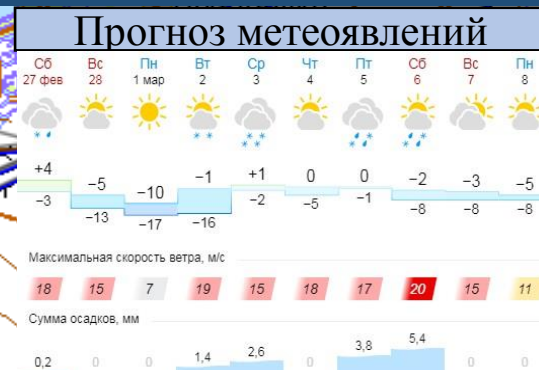 Прогноз метеоявлений
Сб Вс Пн Вт Ср Чт Пт Сб Вс Пн
27 фев 28 1 мар 2 3 4 5 6 7 8
+4 −5 −10 −1 +1 0 0 −2 −3 −5
−3 −13 −17 −16 −2 −5 −1 −8 −8 −8
Максимальная скорость ветра, м/с
18 15 7 19 15 18 17 20 15 11
Сумма осадков, мм
0,2 0 0 1,4 2,6 0 3,8 5,4 0 0